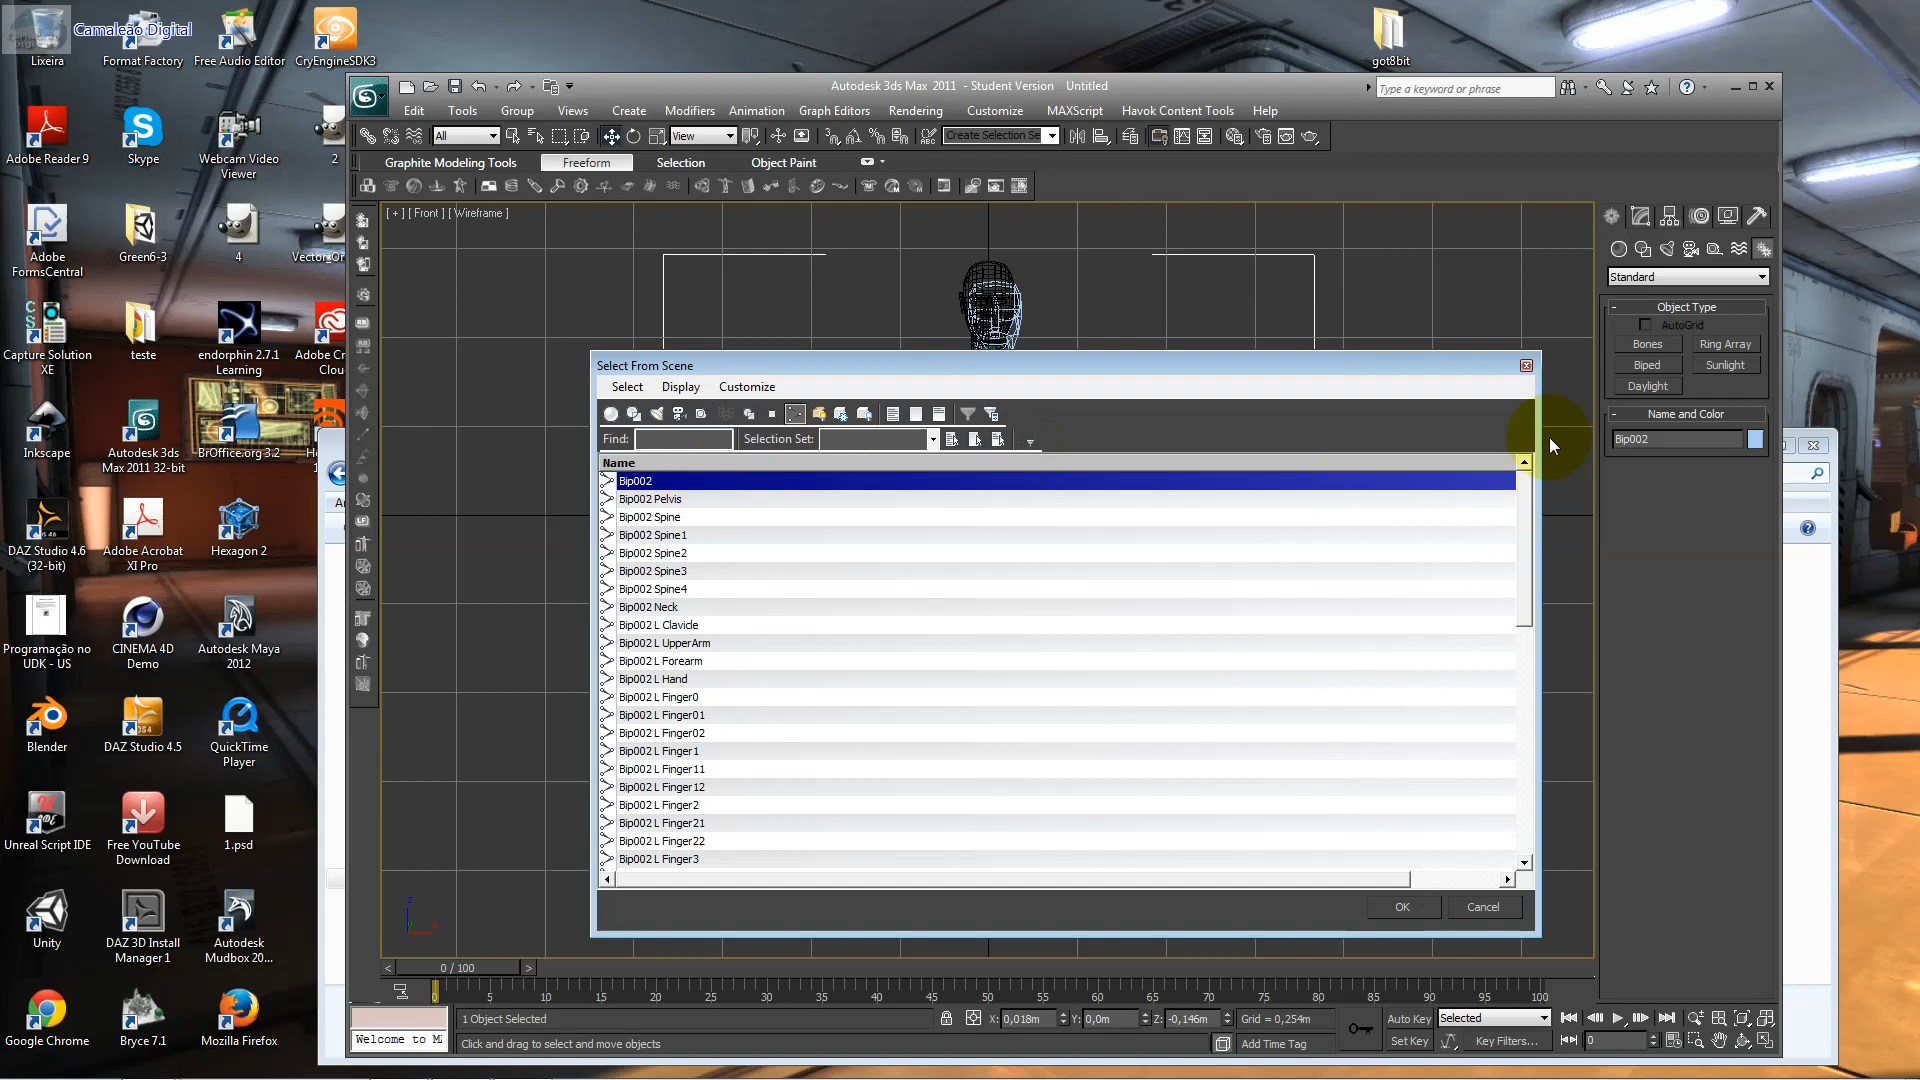 Camaleão Digital
Lixeira
Format Factory
Free Audio Editor
CryEngineSDK3
got8bit
Adobe Reader 9
Skype
Webcam Video Viewer
2
Adobe FormsCentral
Green6-3
4
Capture Solution XE
teste
endorphin 2.7.1 Learning
Inkscape
Autodesk 3ds Max 2011 32-bit
BrOffice.org 3.2
DAZ Studio 4.6 (32-bit)
Adobe Acrobat XI Pro
Hexagon 2
Programação no UDK - US
CINEMA 4D Demo
Autodesk Maya 2012
Blender
DAZ Studio 4.5
QuickTime Player
Unreal Script IDE
Free YouTube Download
1.psd
Unity
DAZ 3D Install Manager 1
Autodesk Mudbox 20...
Google Chrome
Bryce 7.1
Mozilla Firefox
Autodesk 3ds Max 2011 - Student Version Untitled
Type a keyword or phrase
Edit Tools Group Views Create Modifiers Animation Graph Editors Rendering Customize MAXScript Havok Content Tools Help
All
View
Create Selection Se
Graphite Modeling Tools Freeform Selection Object Paint
[ + ] [ Front ] [ Wireframe ]
Select From Scene
Select Display Customize
Find:
Selection Set:
Name
Bip002
Bip002 Pelvis
Bip002 Spine
Bip002 Spine1
Bip002 Spine2
Bip002 Spine3
Bip002 Spine4
Bip002 Neck
Bip002 L Clavicle
Bip002 L UpperArm
Bip002 L Forearm
Bip002 L Hand
Bip002 L Finger0
Bip002 L Finger01
Bip002 L Finger02
Bip002 L Finger1
Bip002 L Finger11
Bip002 L Finger12
Bip002 L Finger2
Bip002 L Finger21
Bip002 L Finger22
Bip002 L Finger3
OK
Cancel
Standard
- Object Type
AutoGrid
Bones Ring Array
Biped Sunlight
Daylight
- Name and Color
Bip002
< 0 / 100 >
0 5 10 15 20 25 30 35 40 45 50 55 60 65 70 75 80 85 90 95 100
1 Object Selected
X: 0,018m Y: 0,0m Z: -0,146m
Grid = 0,254m
Auto Key
Selected
Welcome to M
Click and drag to select and move objects
Add Time Tag
Set Key
Key Filters...
0